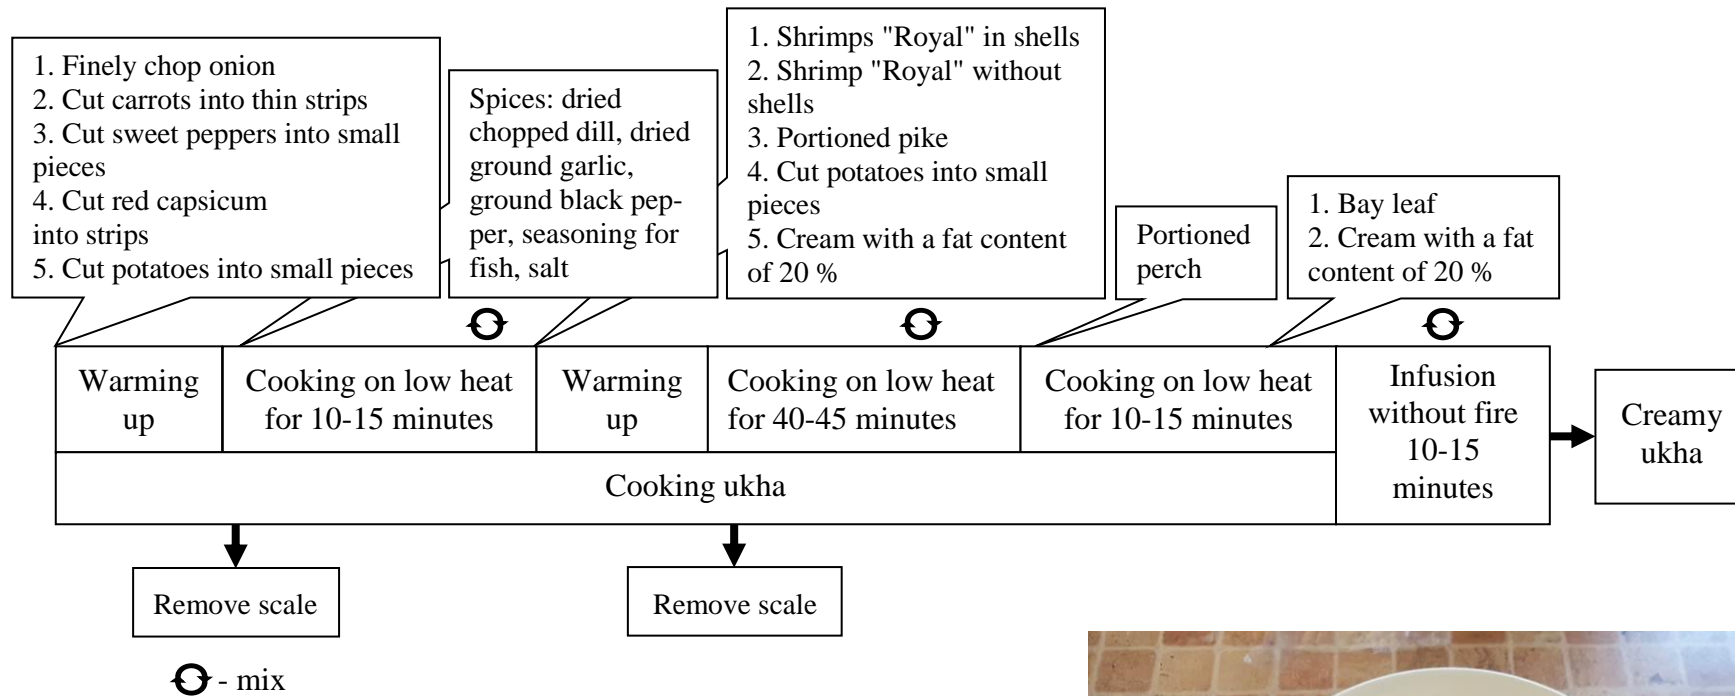 1. Finely chop onion
2. Cut carrots into thin strips
3. Cut sweet peppers into small
pieces
4. Cut red capsicum
into strips
5. Cut potatoes into small pieces
Spices: dried
chopped dill, dried
ground garlic,
ground black pep-
per, seasoning for
fish, salt
1. Shrimps "Royal" in shells
2. Shrimp "Royal" without
shells
3. Portioned pike
4. Cut potatoes into small
pieces
5. Cream with a fat content
of 20 %
Portioned
perch
1. Bay leaf
2. Cream with a fat
content of 20 %
Warming
up
Cooking on low heat
for 10-15 minutes
Warming
up
Cooking on low heat
for 40-45 minutes
Cooking on low heat
for 10-15 minutes
Infusion
without fire
10-15
minutes
Creamy
ukha
Cooking ukha
Remove scale
Remove scale
- mix